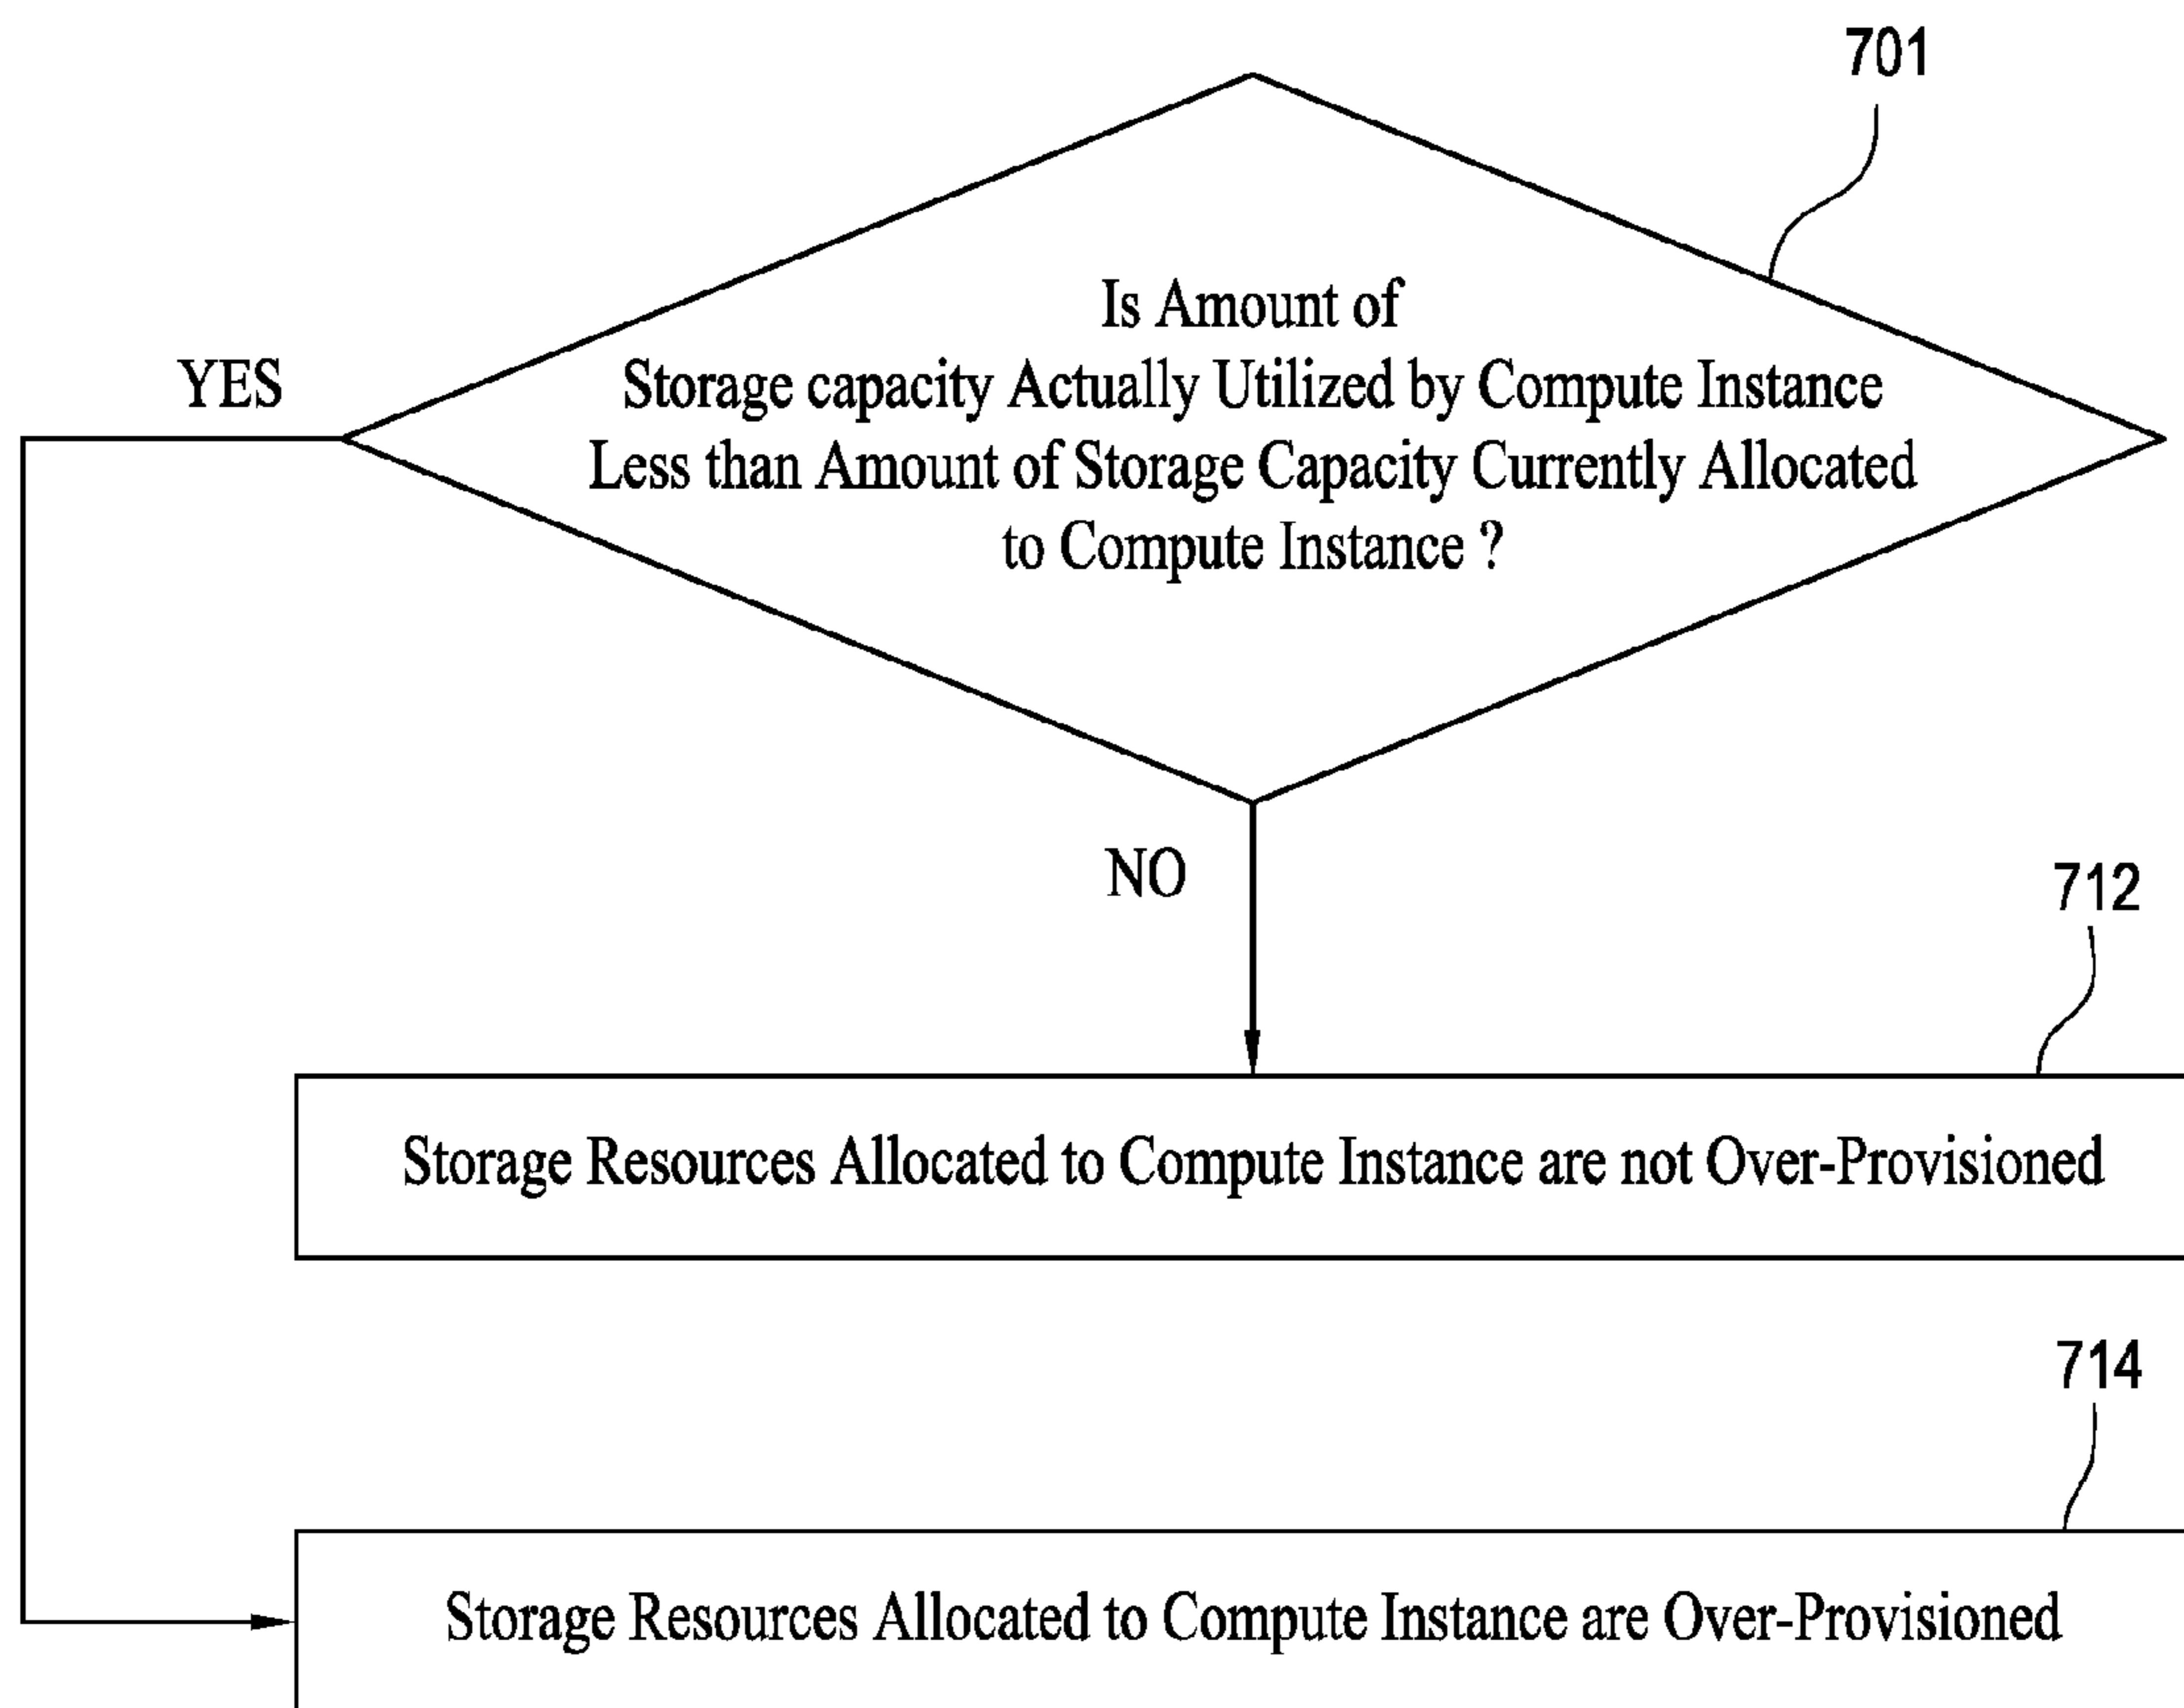 701
Is Amount of
YES
Storage capacity Actually Utilized by Compute Instance
Less than Amount of Storage Capacity Currently Allocated
to Compute Instance ?
NO
712
Storage Resources Allocated to Compute Instance are not Over-Provisioned
714
Storage Resources Allocated to Compute Instance are Over-Provisioned